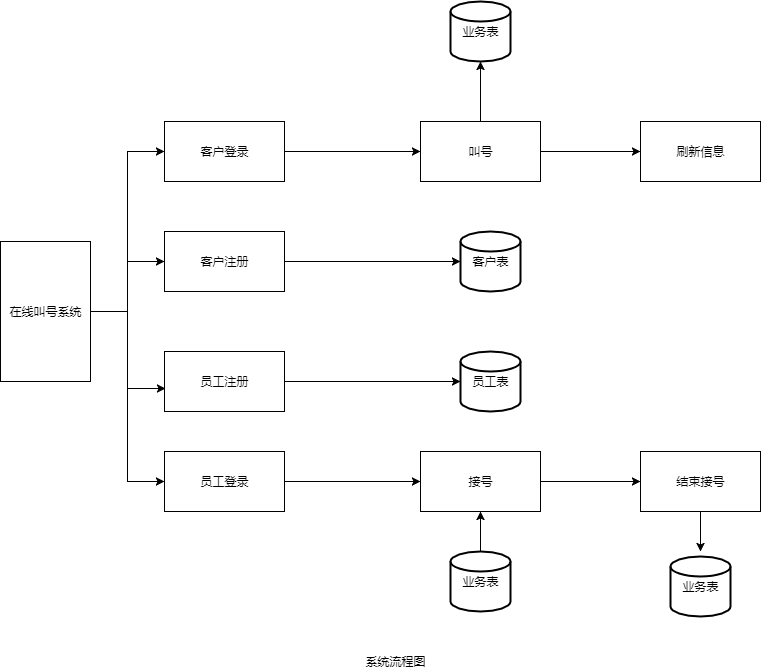 业务表
客户登录
叫号
刷新信息
客户注册
客户表
在线叫号系统
员工注册
员工表
员工登录
接号
结束接号
业务表
业务表
系统流程图